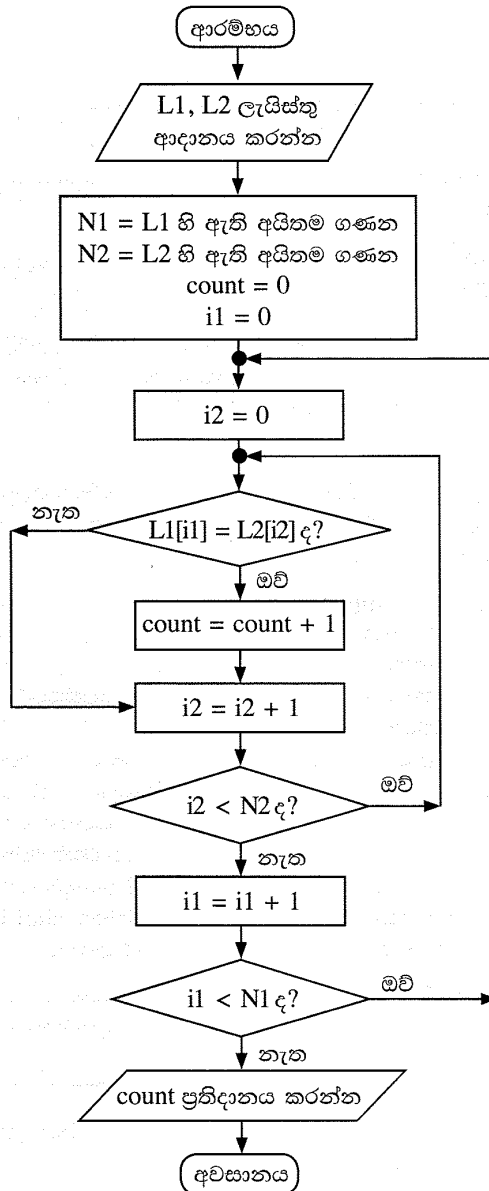 ආරම්භය
L1, L2 ලැයිස්තු
ආදානය කරන්න
N1 = L1 හි ඇති අයිතම ගණන
N2 = L2 හි ඇති අයිතම ගණන
count = 0
i1 = 0
i2 = 0
නැත
L1[i1] = L2[i2] ද?
ඔව්
count = count + 1
i2 = i2 + 1
i2 < N2 ද?
ඔව්
නැත
i1 = i1 + 1
i1 < N1 ද?
ඔව්
නැත
count ප්‍රතිදානය කරන්න
අවසානය